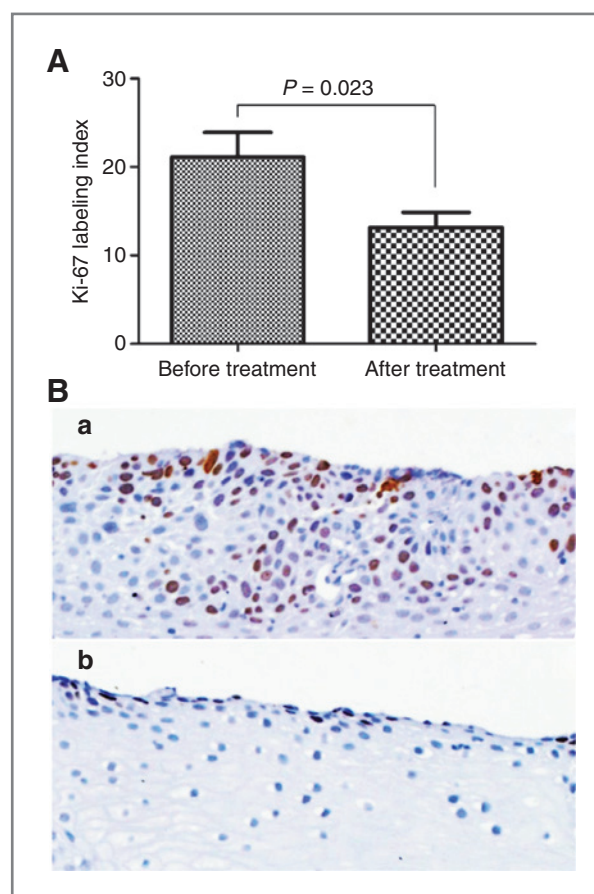 A
Ki-67 labeling index
30
20
10
0
P = 0.023
Before treatment
After treatment
B
a
b